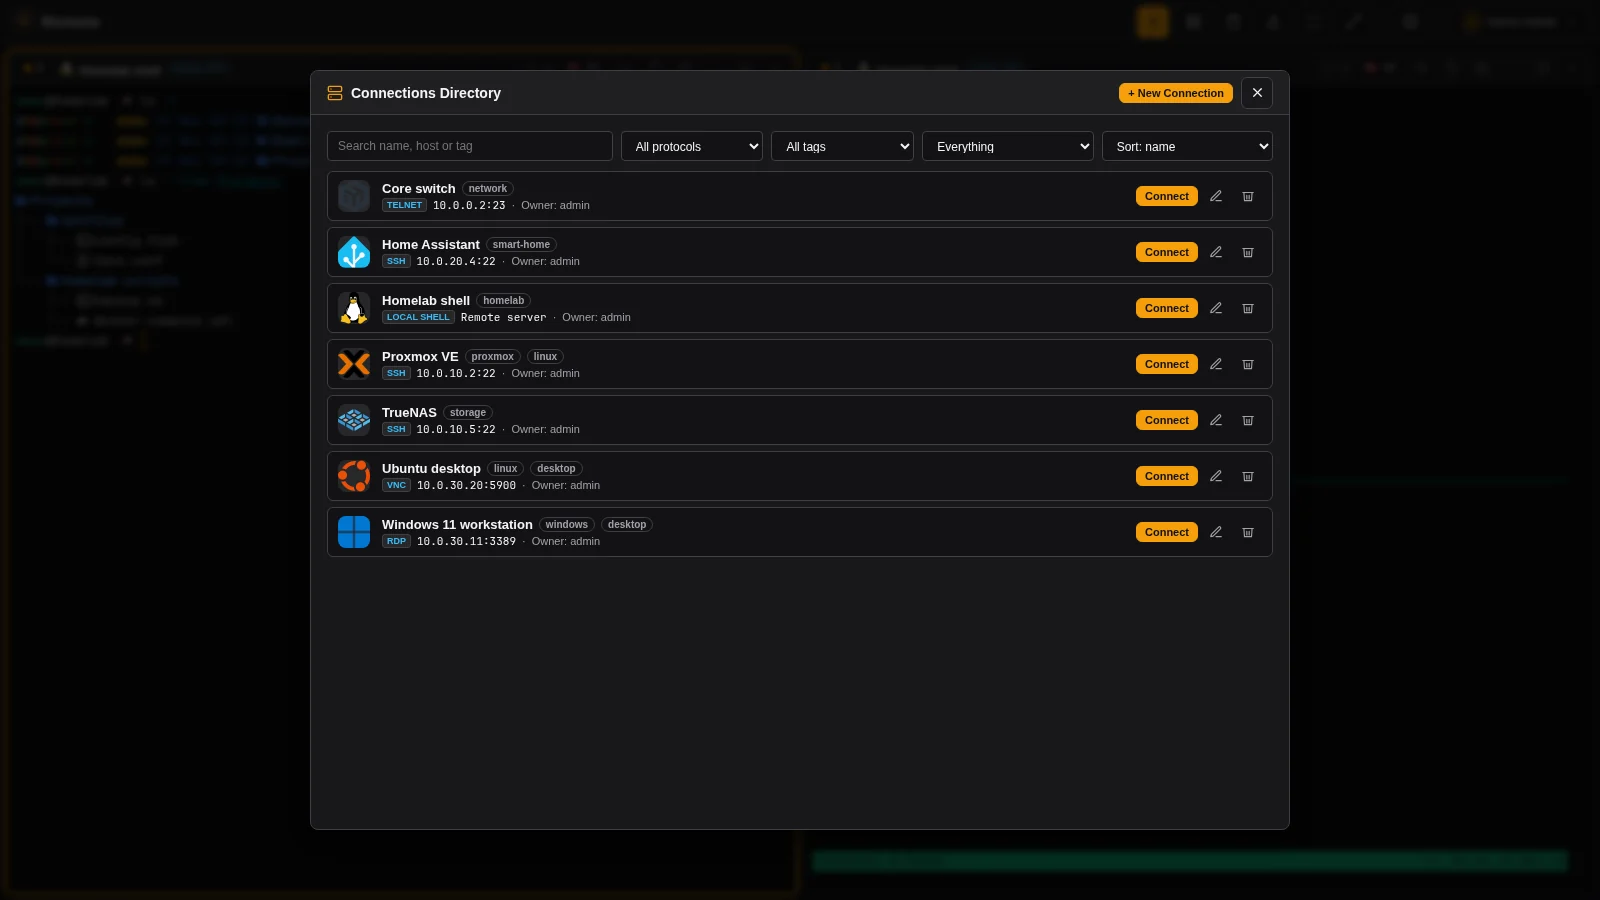 Connections Directory
+ New Connection
Search name, host or tag
All protocols
All tags
Everything
Sort: name
Core switch network
TELNET 10.0.0.2:23 · Owner: admin
Connect
Home Assistant smart-home
SSH 10.0.20.4:22 · Owner: admin
Connect
Homelab shell homelab
LOCAL SHELL Remote server · Owner: admin
Connect
Proxmox VE proxmox linux
SSH 10.0.10.2:22 · Owner: admin
Connect
TrueNAS storage
SSH 10.0.10.5:22 · Owner: admin
Connect
Ubuntu desktop linux desktop
VNC 10.0.30.20:5900 · Owner: admin
Connect
Windows 11 workstation windows desktop
RDP 10.0.30.11:3389 · Owner: admin
Connect